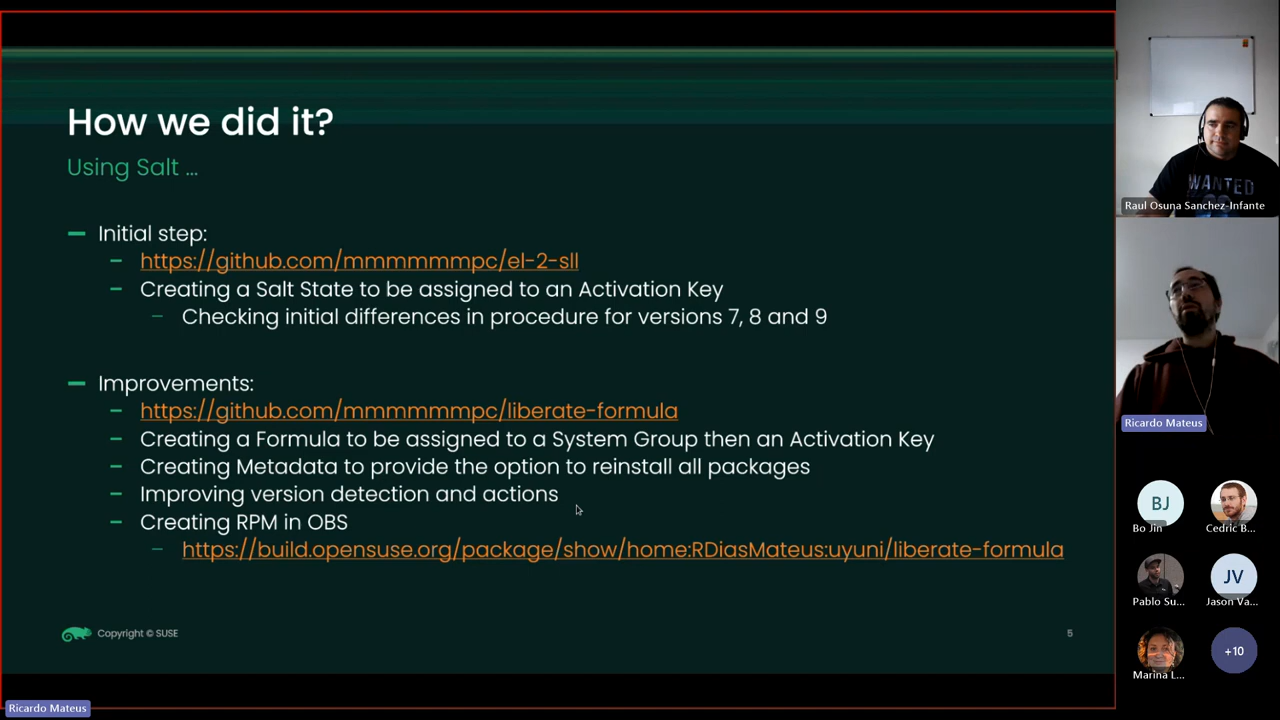 How we did it?
Using Salt ...
Initial step:
https://github.com/mmmmmmpc/el-2-sll
Creating a Salt State to be assigned to an Activation Key
Checking initial differences in procedure for versions 7, 8 and 9
Improvements:
https://github.com/mmmmmmpc/liberate-formula
Creating a Formula to be assigned to a System Group then an Activation Key
Creating Metadata to provide the option to reinstall all packages
Improving version detection and actions
Creating RPM in OBS
https://build.opensuse.org/package/show/home:RDiasMateus:uyuni/liberate-formula
Copyright © SUSE
5
Ricardo Mateus
WANTED
Raul Osuna Sanchez-Infante
Ricardo Mateus
BJ
Bo Jin
Cedric B...
Pablo Su...
JV
Jason Va...
Marina L...
+10